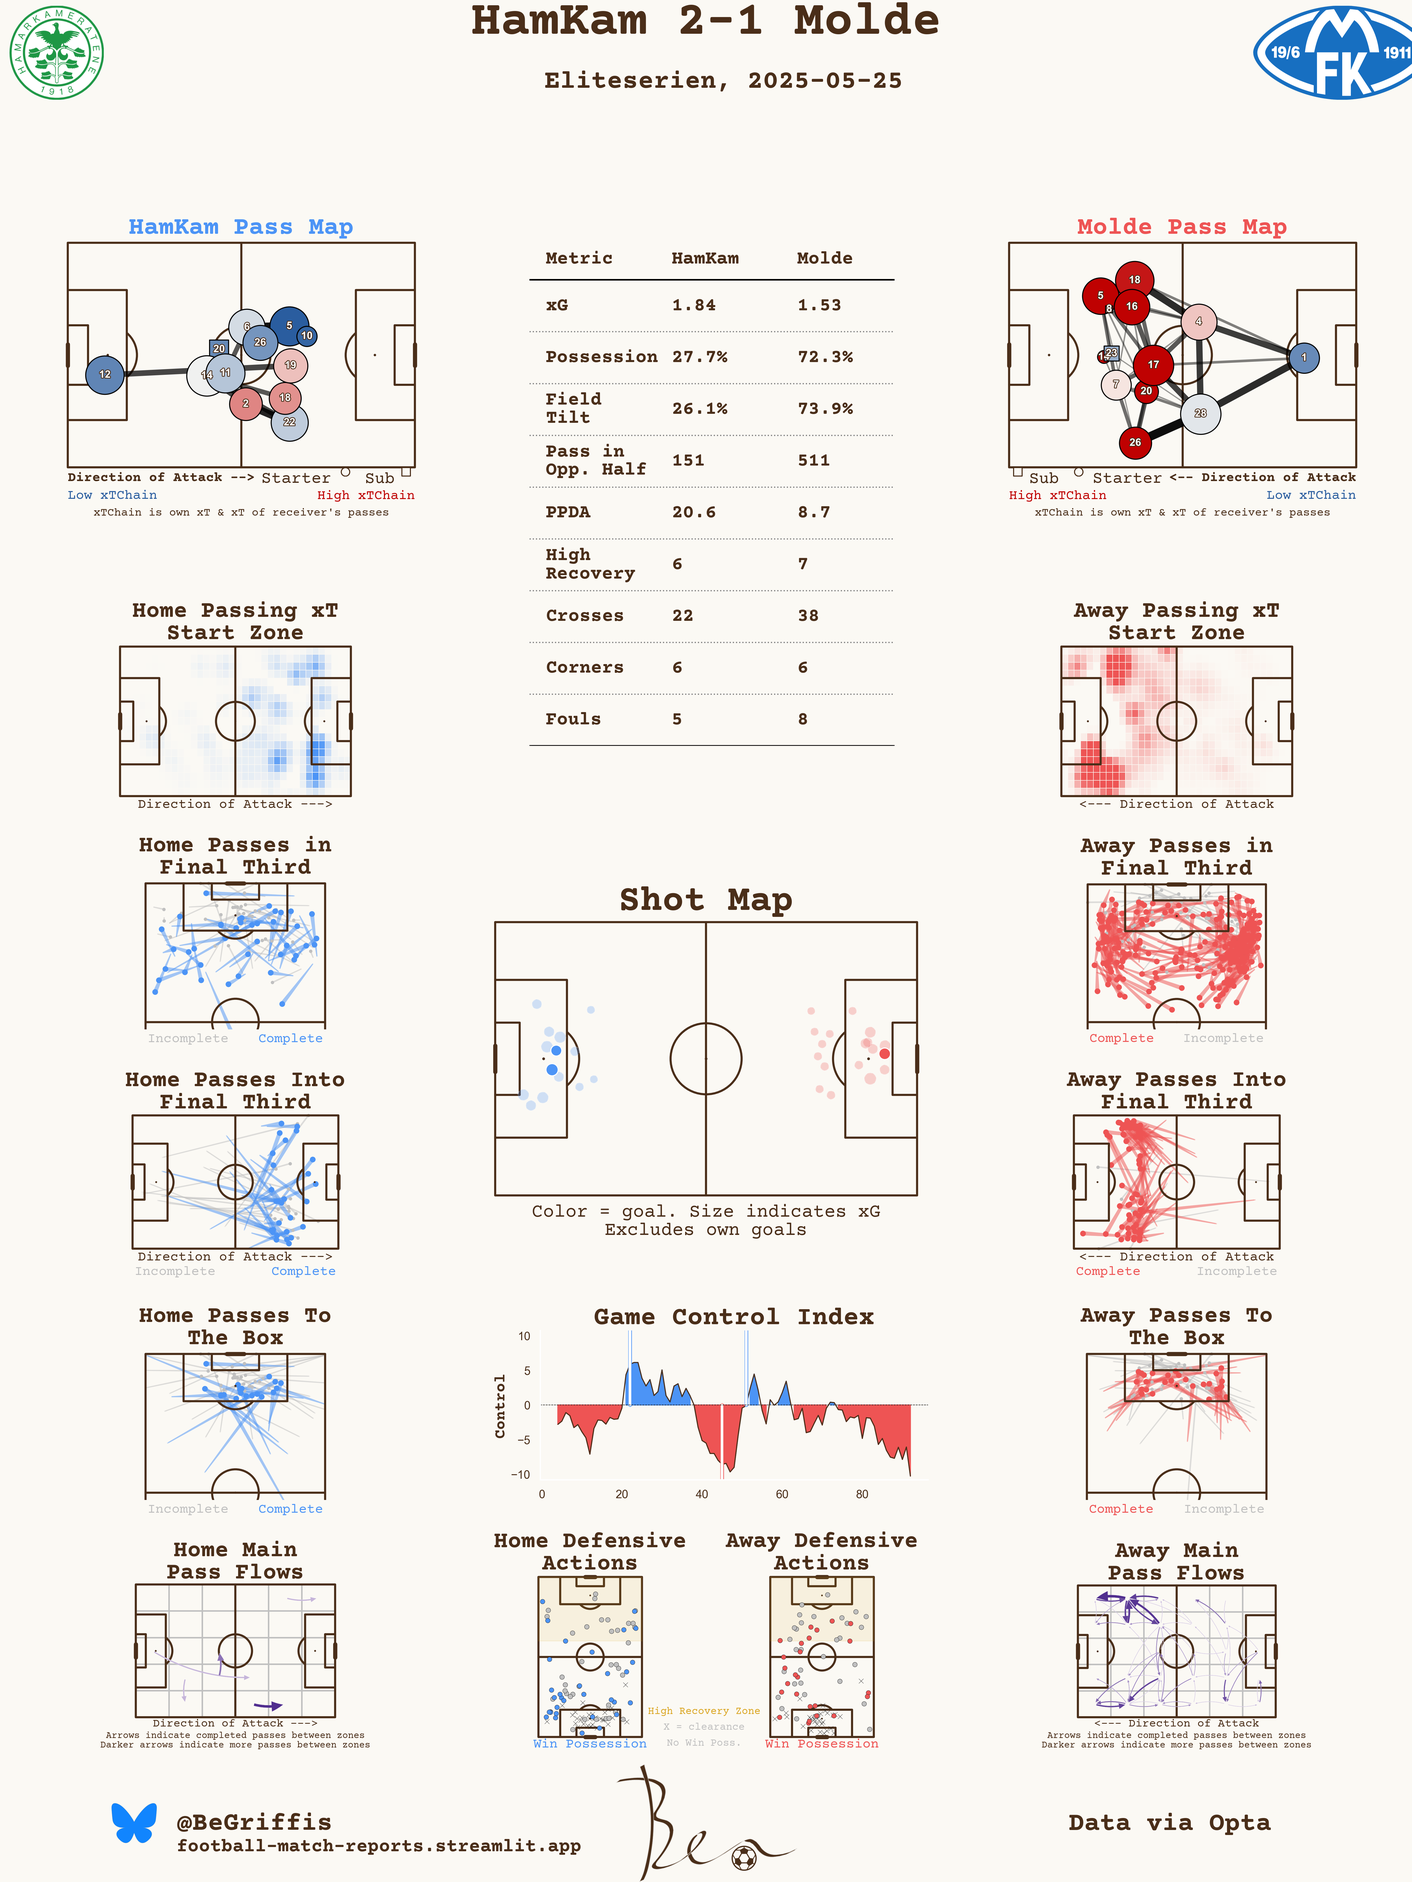 HamKam 2-1 Molde
Eliteserien, 2025-05-25
HAMARKAMERATENE
1918
19/6 M 1911
FK
HamKam Pass Map
6 5 10
26
20
12 14 11 19
18
2
22
Direction of Attack --> Starter Sub
Low xTChain High xTChain
xTChain is own xT & xT of receiver's passes
Metric HamKam Molde
xG 1.84 1.53
Possession 27.7% 72.3%
Field
Tilt 26.1% 73.9%
Pass in
Opp. Half 151 511
PPDA 20.6 8.7
High
Recovery 6 7
Crosses 22 38
Corners 6 6
Fouls 5 8
Molde Pass Map
18
5
16
8
4
23
17 1
7
20
28
26
Sub Starter <-- Direction of Attack
High xTChain Low xTChain
xTChain is own xT & xT of receiver's passes
Home Passing xT
Start Zone
Direction of Attack --->
Away Passing xT
Start Zone
<--- Direction of Attack
Home Passes in
Final Third
Incomplete Complete
Away Passes in
Final Third
Complete Incomplete
Shot Map
Color = goal. Size indicates xG
Excludes own goals
Home Passes Into
Final Third
Direction of Attack --->
Incomplete Complete
Away Passes Into
Final Third
<--- Direction of Attack
Complete Incomplete
Home Passes To
The Box
Incomplete Complete
Game Control Index
Control
10
5
0
−5
−10
0 20 40 60 80
Away Passes To
The Box
Complete Incomplete
Home Main
Pass Flows
Direction of Attack --->
Arrows indicate completed passes between zones
Darker arrows indicate more passes between zones
Home Defensive
Actions
Win Possession
High Recovery Zone
X = clearance
No Win Poss.
Away Defensive
Actions
Win Possession
Away Main
Pass Flows
<--- Direction of Attack
Arrows indicate completed passes between zones
Darker arrows indicate more passes between zones
@BeGriffis
football-match-reports.streamlit.app
Ben
Data via Opta